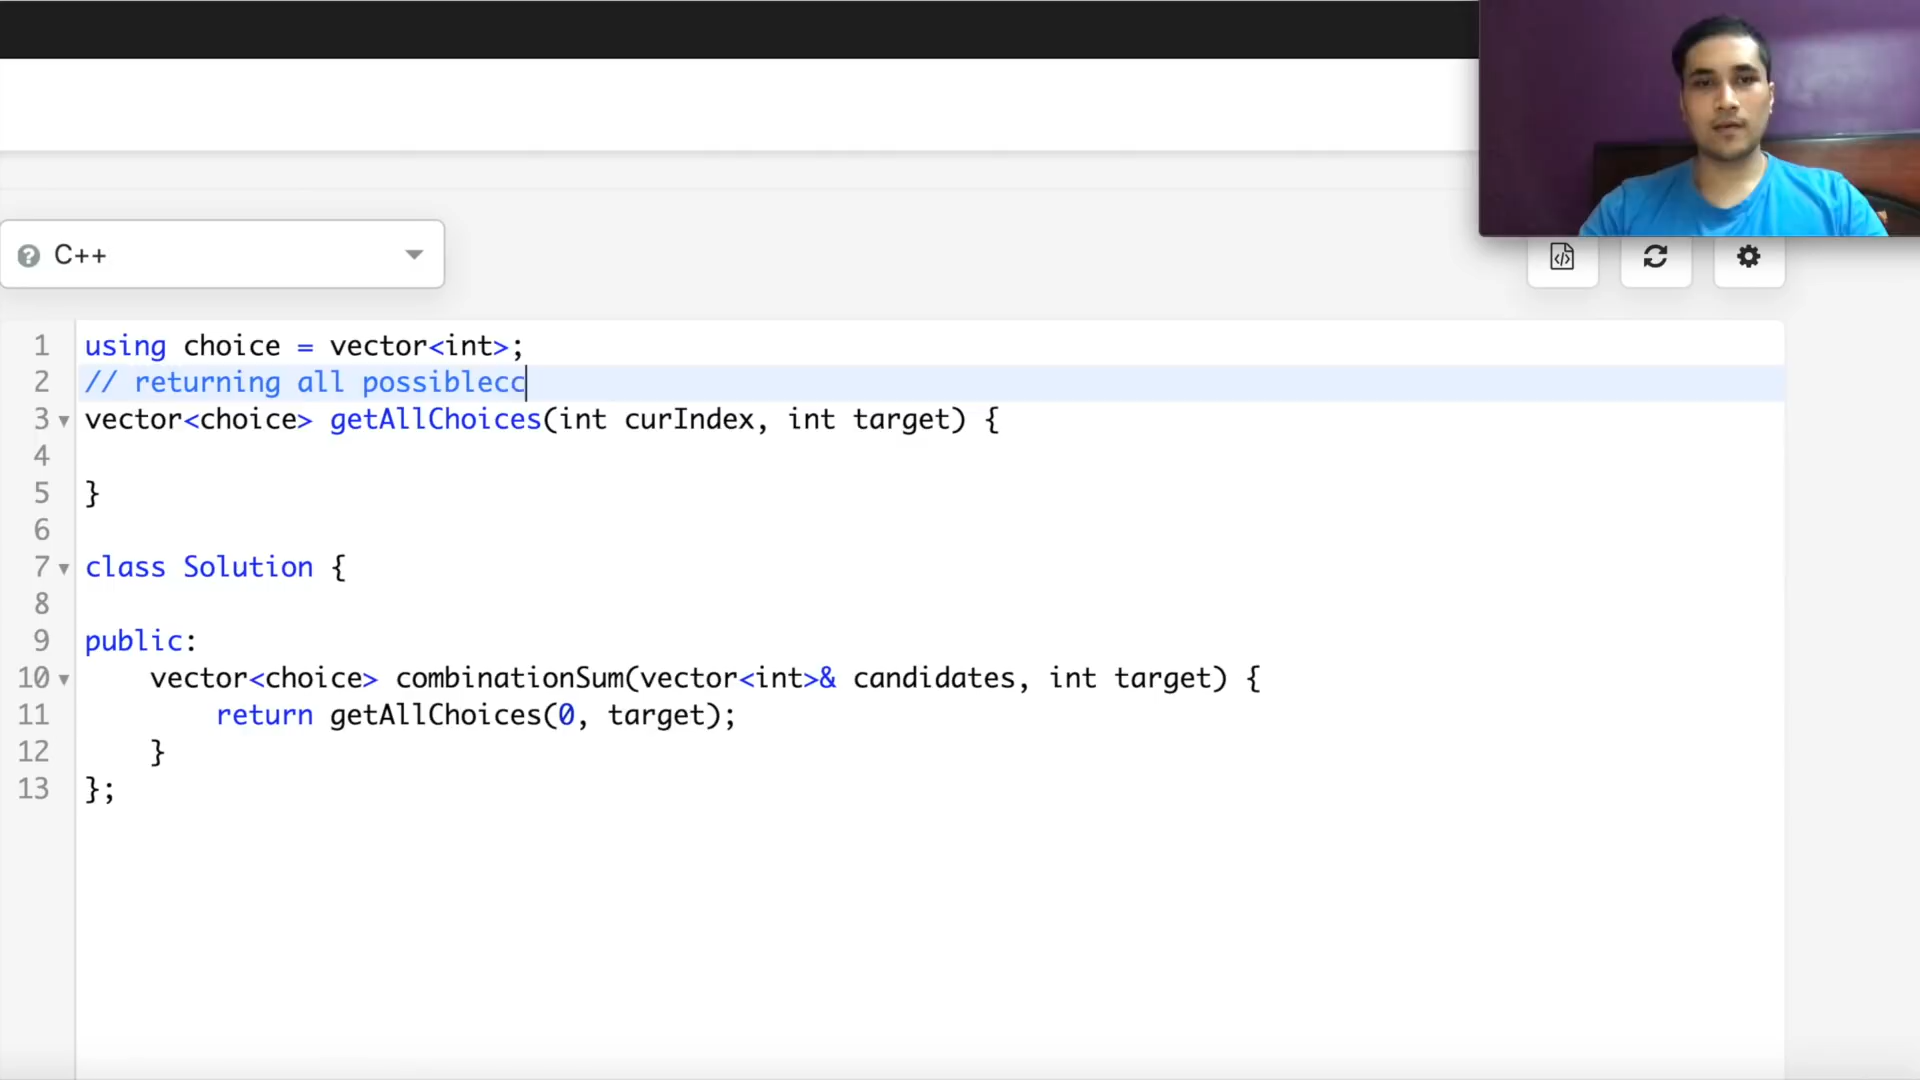 C++
1 using choice = vector<int>;
2 // returning all possiblecc
3 vector<choice> getAllChoices(int curIndex, int target) {
4
5 }
6
7 class Solution {
8
9 public:
10 vector<choice> combinationSum(vector<int>& candidates, int target) {
11 return getAllChoices(0, target);
12 }
13 };